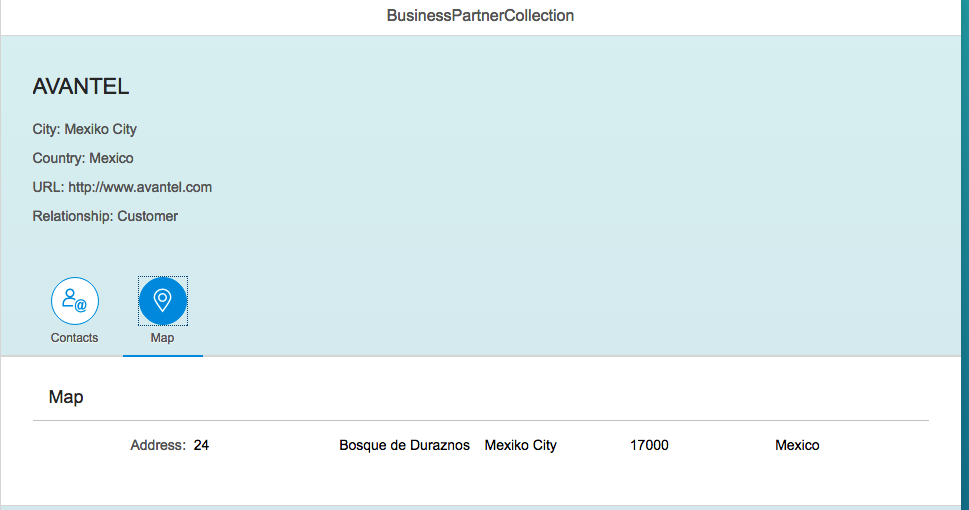 BusinessPartnerCollection
AVANTEL
City: Mexiko City
Country: Mexico
URL: http://www.avantel.com
Relationship: Customer
Contacts Map
Map
Address: 24 Bosque de Duraznos Mexiko City 17000 Mexico